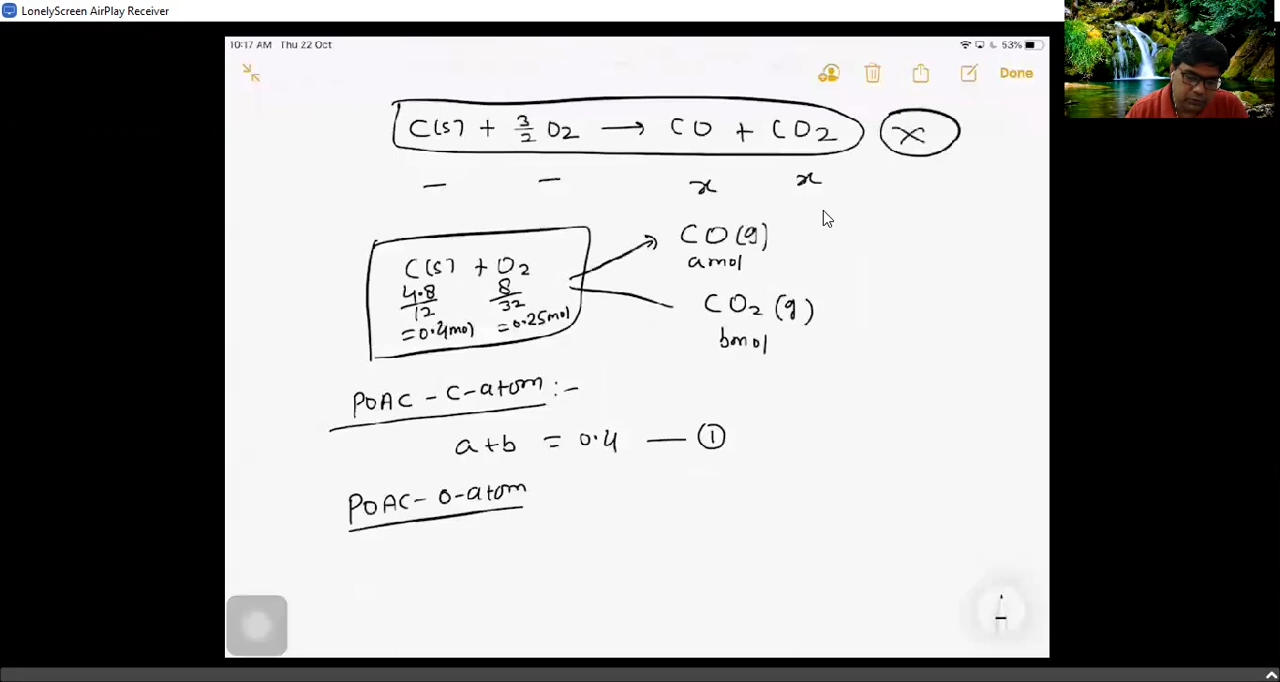 LonelyScreen AirPlay Receiver
10:17 AM Thu 22 Oct
53%
Done
C(s) + 3/2 O2 → CO + CO2 x
— — x x
C(s) + O2
4.8/12 8/32
=0.4mol =0.25mol
CO(g)
a mol
CO2(g)
b mol
POAC - C-atom :-
a+b = 0.4 — ①
POAC- O-atom